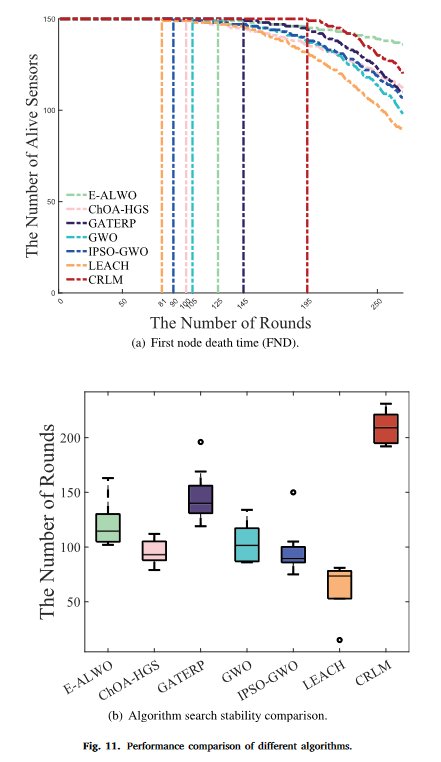 150
100
50
0
The Number of Alive Sensors
E-ALWO
ChOA-HGS
GATERP
GWO
IPSO-GWO
LEACH
CRLM
0 50 81 90 100 105 125 145 195 250
The Number of Rounds
(a) First node death time (FND).
200
150
100
50
The Number of Rounds
E-ALWO ChOA-HGS GATERP GWO IPSO-GWO LEACH CRLM
(b) Algorithm search stability comparison.
Fig. 11. Performance comparison of different algorithms.